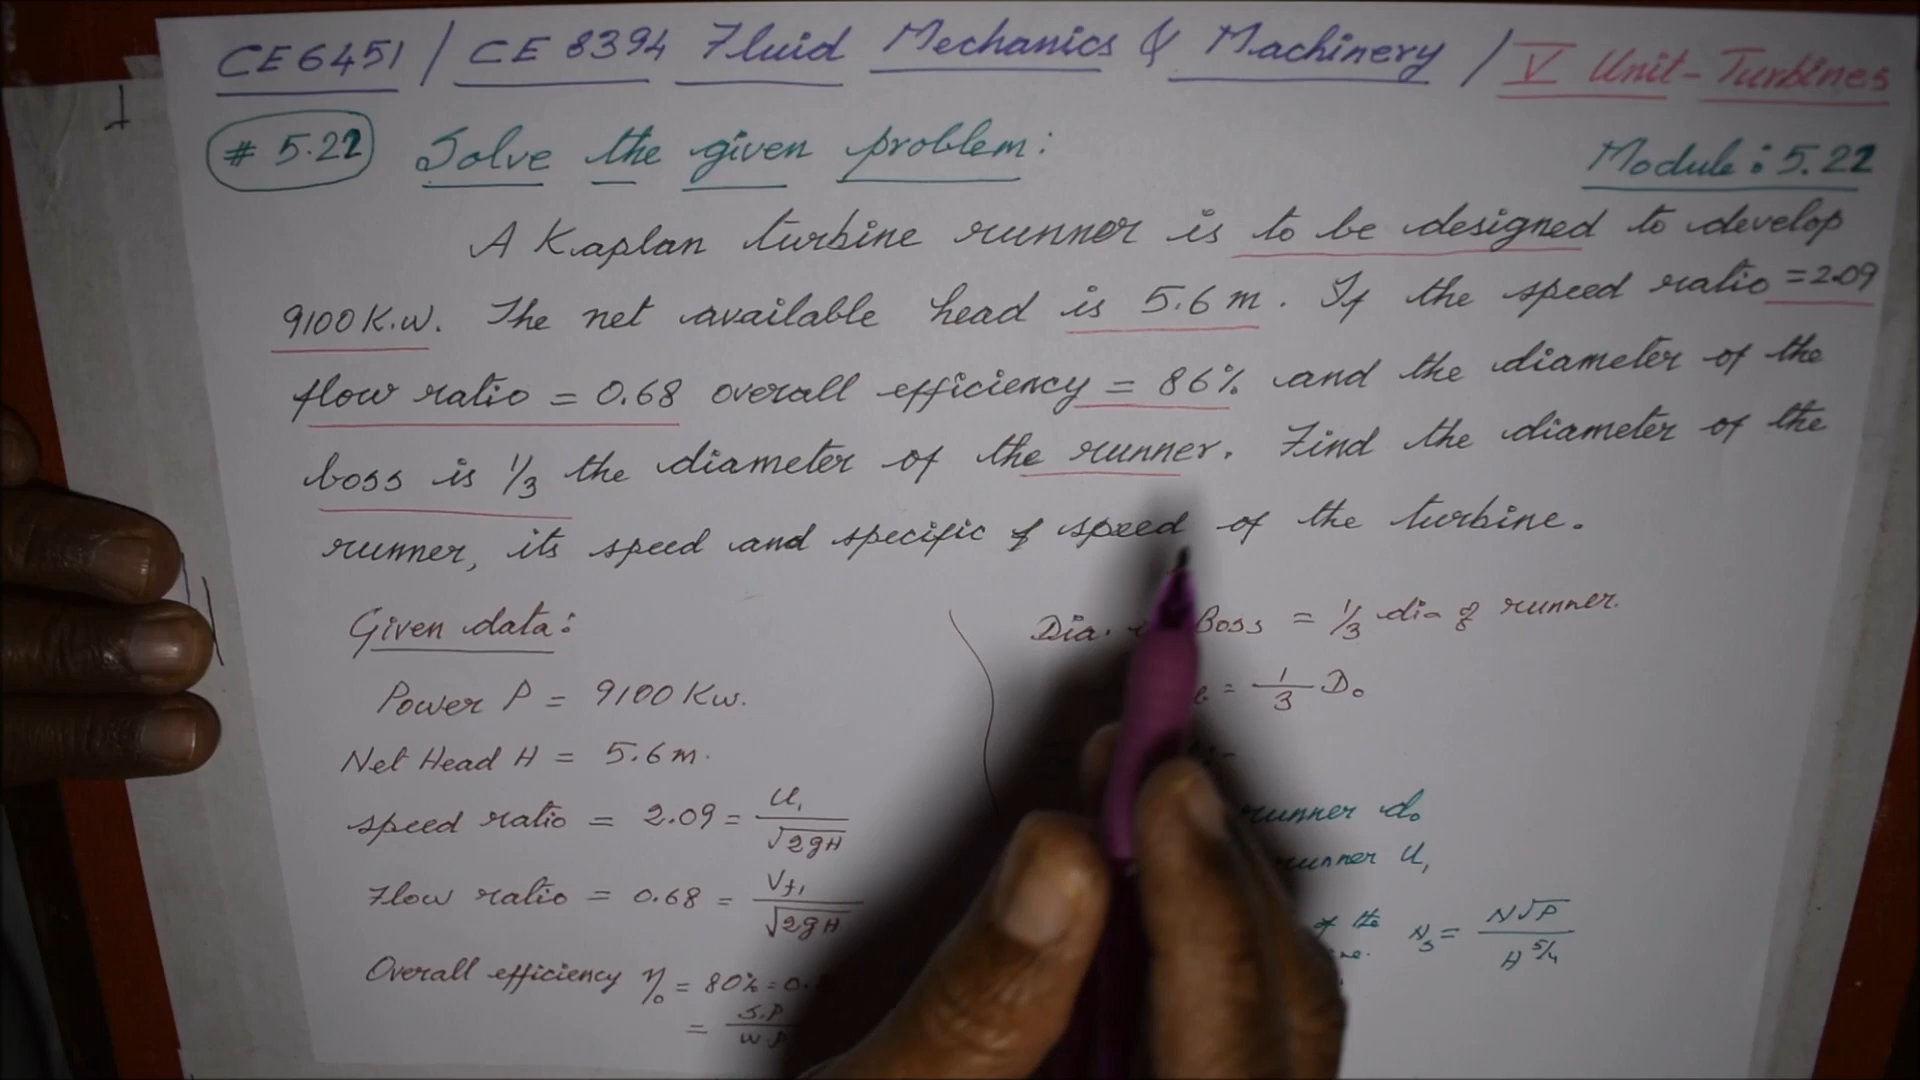 CE6451 / CE 8394 Fluid Mechanics & Machinery / V Unit - Turbines
# 5.22 Solve the given problem:
Module: 5.22
A Kaplan turbine runner is to be designed to develop
9100 K.W. The net available head is 5.6 m. If the speed ratio = 2.09
flow ratio = 0.68 overall efficiency = 86% and the diameter of the
boss is 1/3 the diameter of the runner. Find the diameter of the
runner, its speed and specific speed of the turbine.
Given data:
Power P = 9100 Kw.
Net Head H = 5.6 m.
speed ratio = 2.09 = U₁ / √2gH
Flow ratio = 0.68 = Vf₁ / √2gH
Overall efficiency η₀ = 80% = 0.
= S.P
Dia. Boss = 1/3 dia of runner.
= 1/3 D₀
runner d₀
runner U₁
of the Ns = N√P / H^5/4